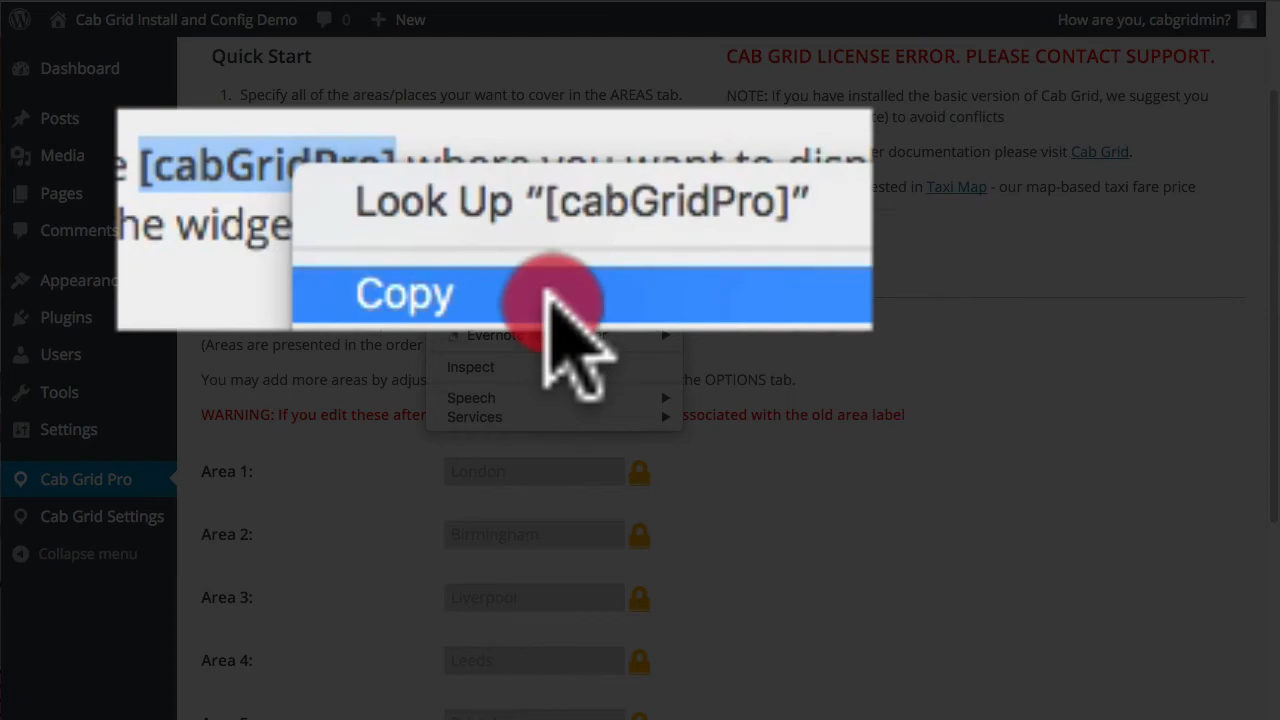 Cab Grid Install and Config Demo
0
New
How are you, cabgridmin?
Dashboard
Posts
Media
Pages
Comments
Appearanc
Plugins
Users
Tools
Settings
Cab Grid Pro
Cab Grid Settings
Collapse menu
Quick Start
1. Specify all of the areas/places your want to cover in the AREAS tab.
CAB GRID LICENSE ERROR. PLEASE CONTACT SUPPORT.
NOTE: If you have installed the basic version of Cab Grid, we suggest you
to avoid conflicts
er documentation please visit Cab Grid.
ested in Taxi Map - our map-based taxi fare price
e [cabGridPro] where you want to disp
he widge
Look Up “[cabGridPro]”
Copy
Inspect
Speech
Services
(Areas are presented in the order
You may add more areas by adjus
he OPTIONS tab.
WARNING: If you edit these after
ssociated with the old area label
Area 1:
London
Area 2:
Birmingham
Area 3:
Liverpool
Area 4:
Leeds